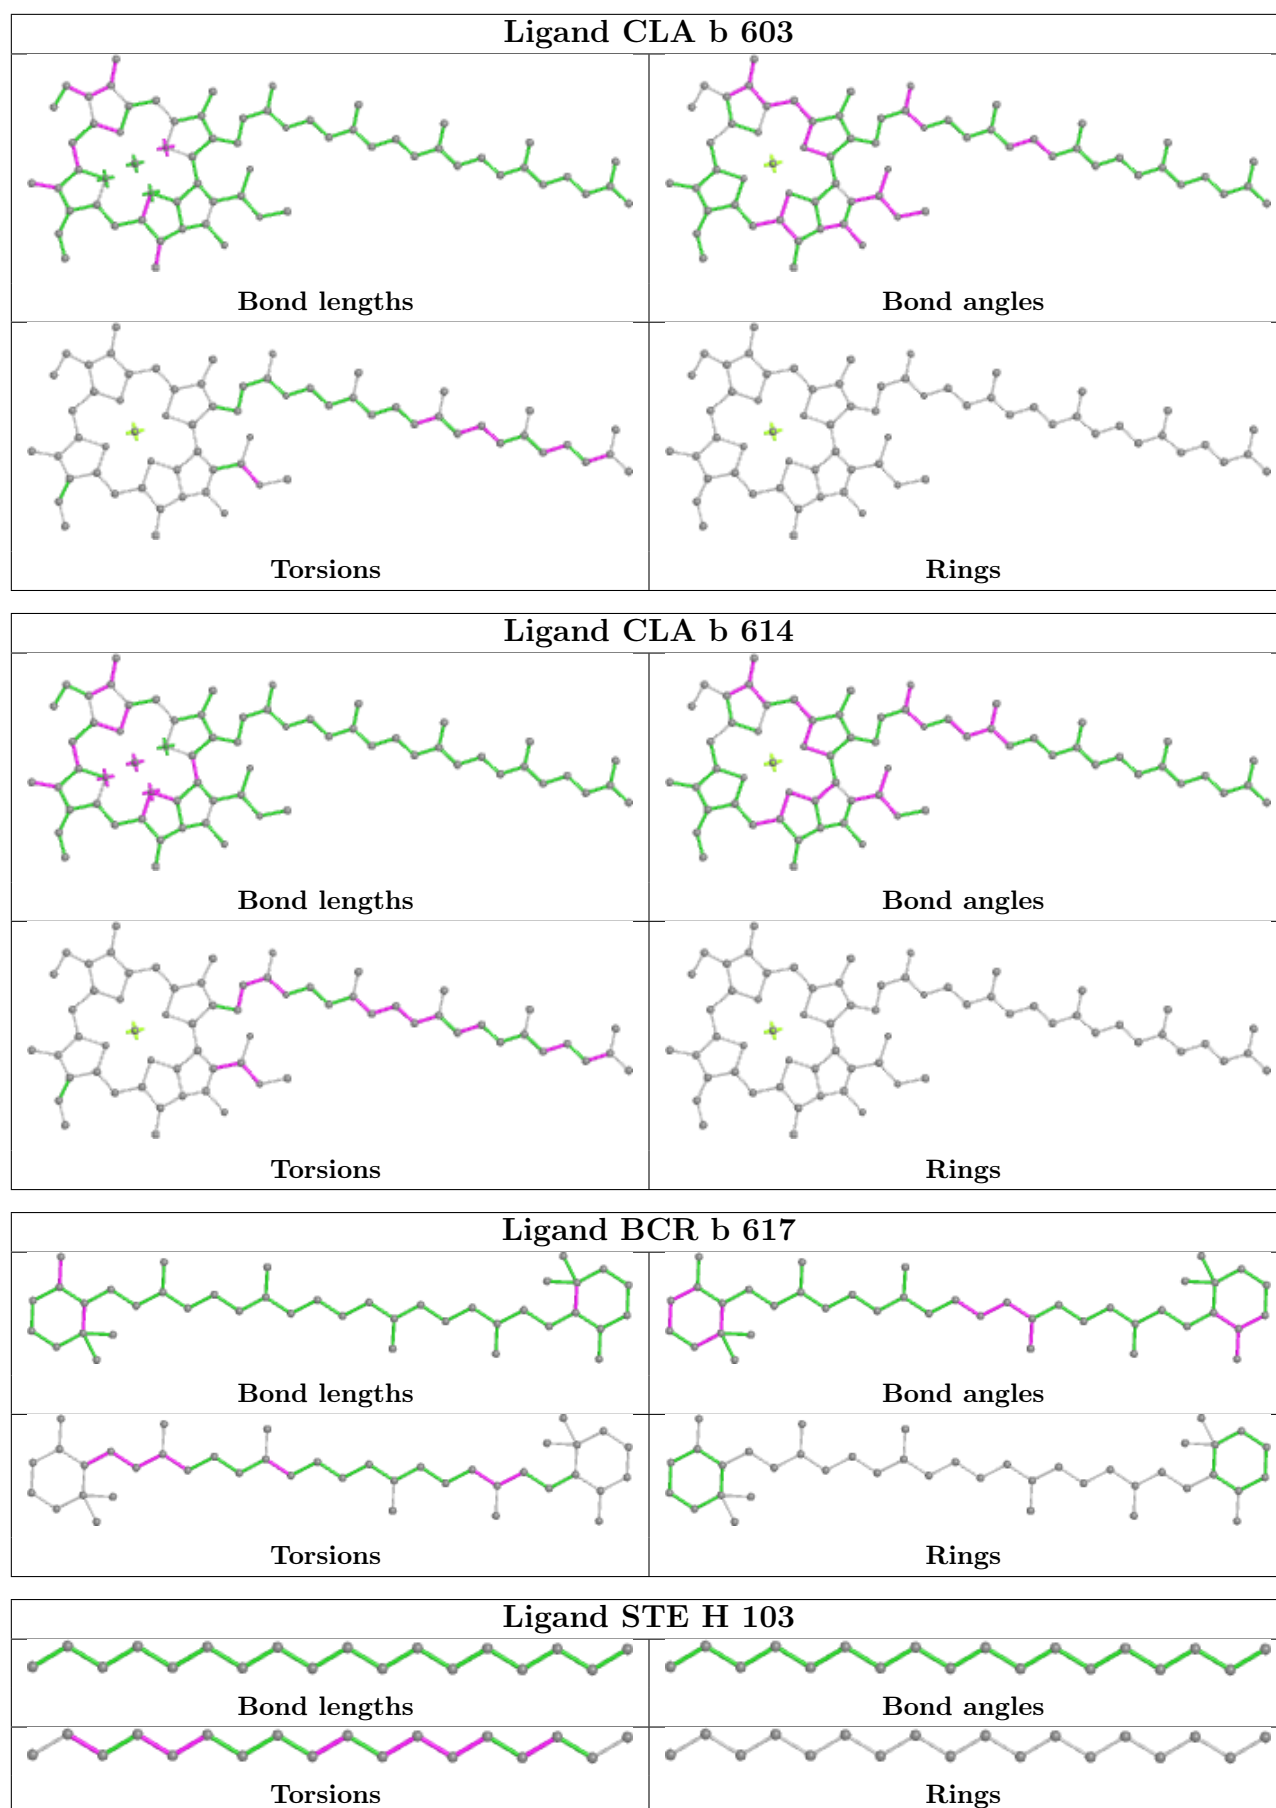 Ligand CLA b 603
Bond lengths
Bond angles
Torsions
Rings
Ligand CLA b 614
Bond lengths
Bond angles
Torsions
Rings
Ligand BCR b 617
Bond lengths
Bond angles
Torsions
Rings
Ligand STE H 103
Bond lengths
Bond angles
Torsions
Rings